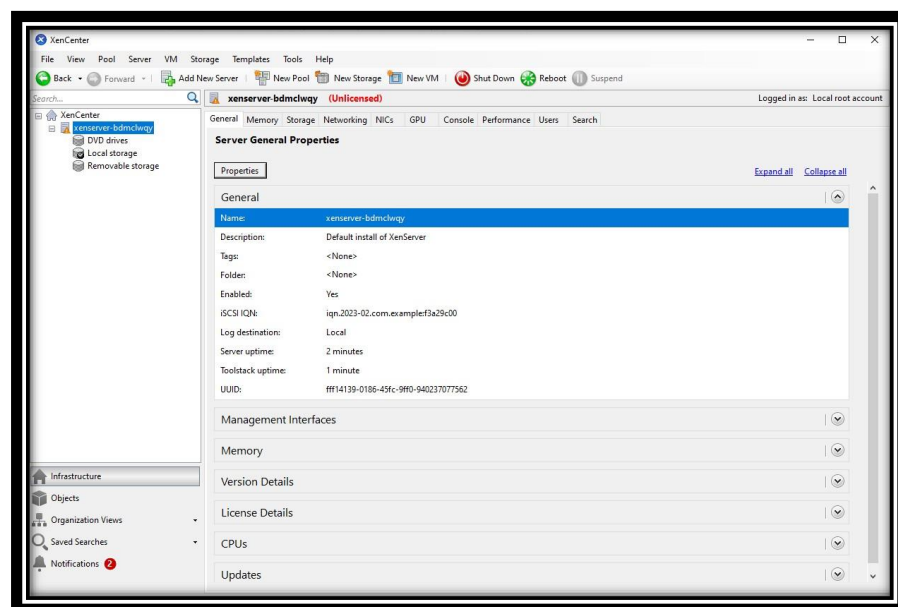 XenCenter
File View Pool Server VM Storage Templates Tools Help
Back Forward Add New Server New Pool New Storage New VM Shut Down Reboot Suspend
Search...
xenserver-bdmclwqy (Unlicensed) Logged in as: Local root account
XenCenter
xenserver-bdmclwqy
DVD drives
Local storage
Removable storage
General Memory Storage Networking NICs GPU Console Performance Users Search
Server General Properties
Properties Expand all Collapse all
General
Name: xenserver-bdmclwqy
Description: Default install of XenServer
Tags: <None>
Folder: <None>
Enabled: Yes
iSCSI IQN: iqn.2023-02.com.example:f3a29c00
Log destination: Local
Server uptime: 2 minutes
Toolstack uptime: 1 minute
UUID: fff14139-0186-45fc-9ff0-940237077562
Management Interfaces
Memory
Version Details
License Details
CPUs
Updates
Infrastructure
Objects
Organization Views
Saved Searches
Notifications 2